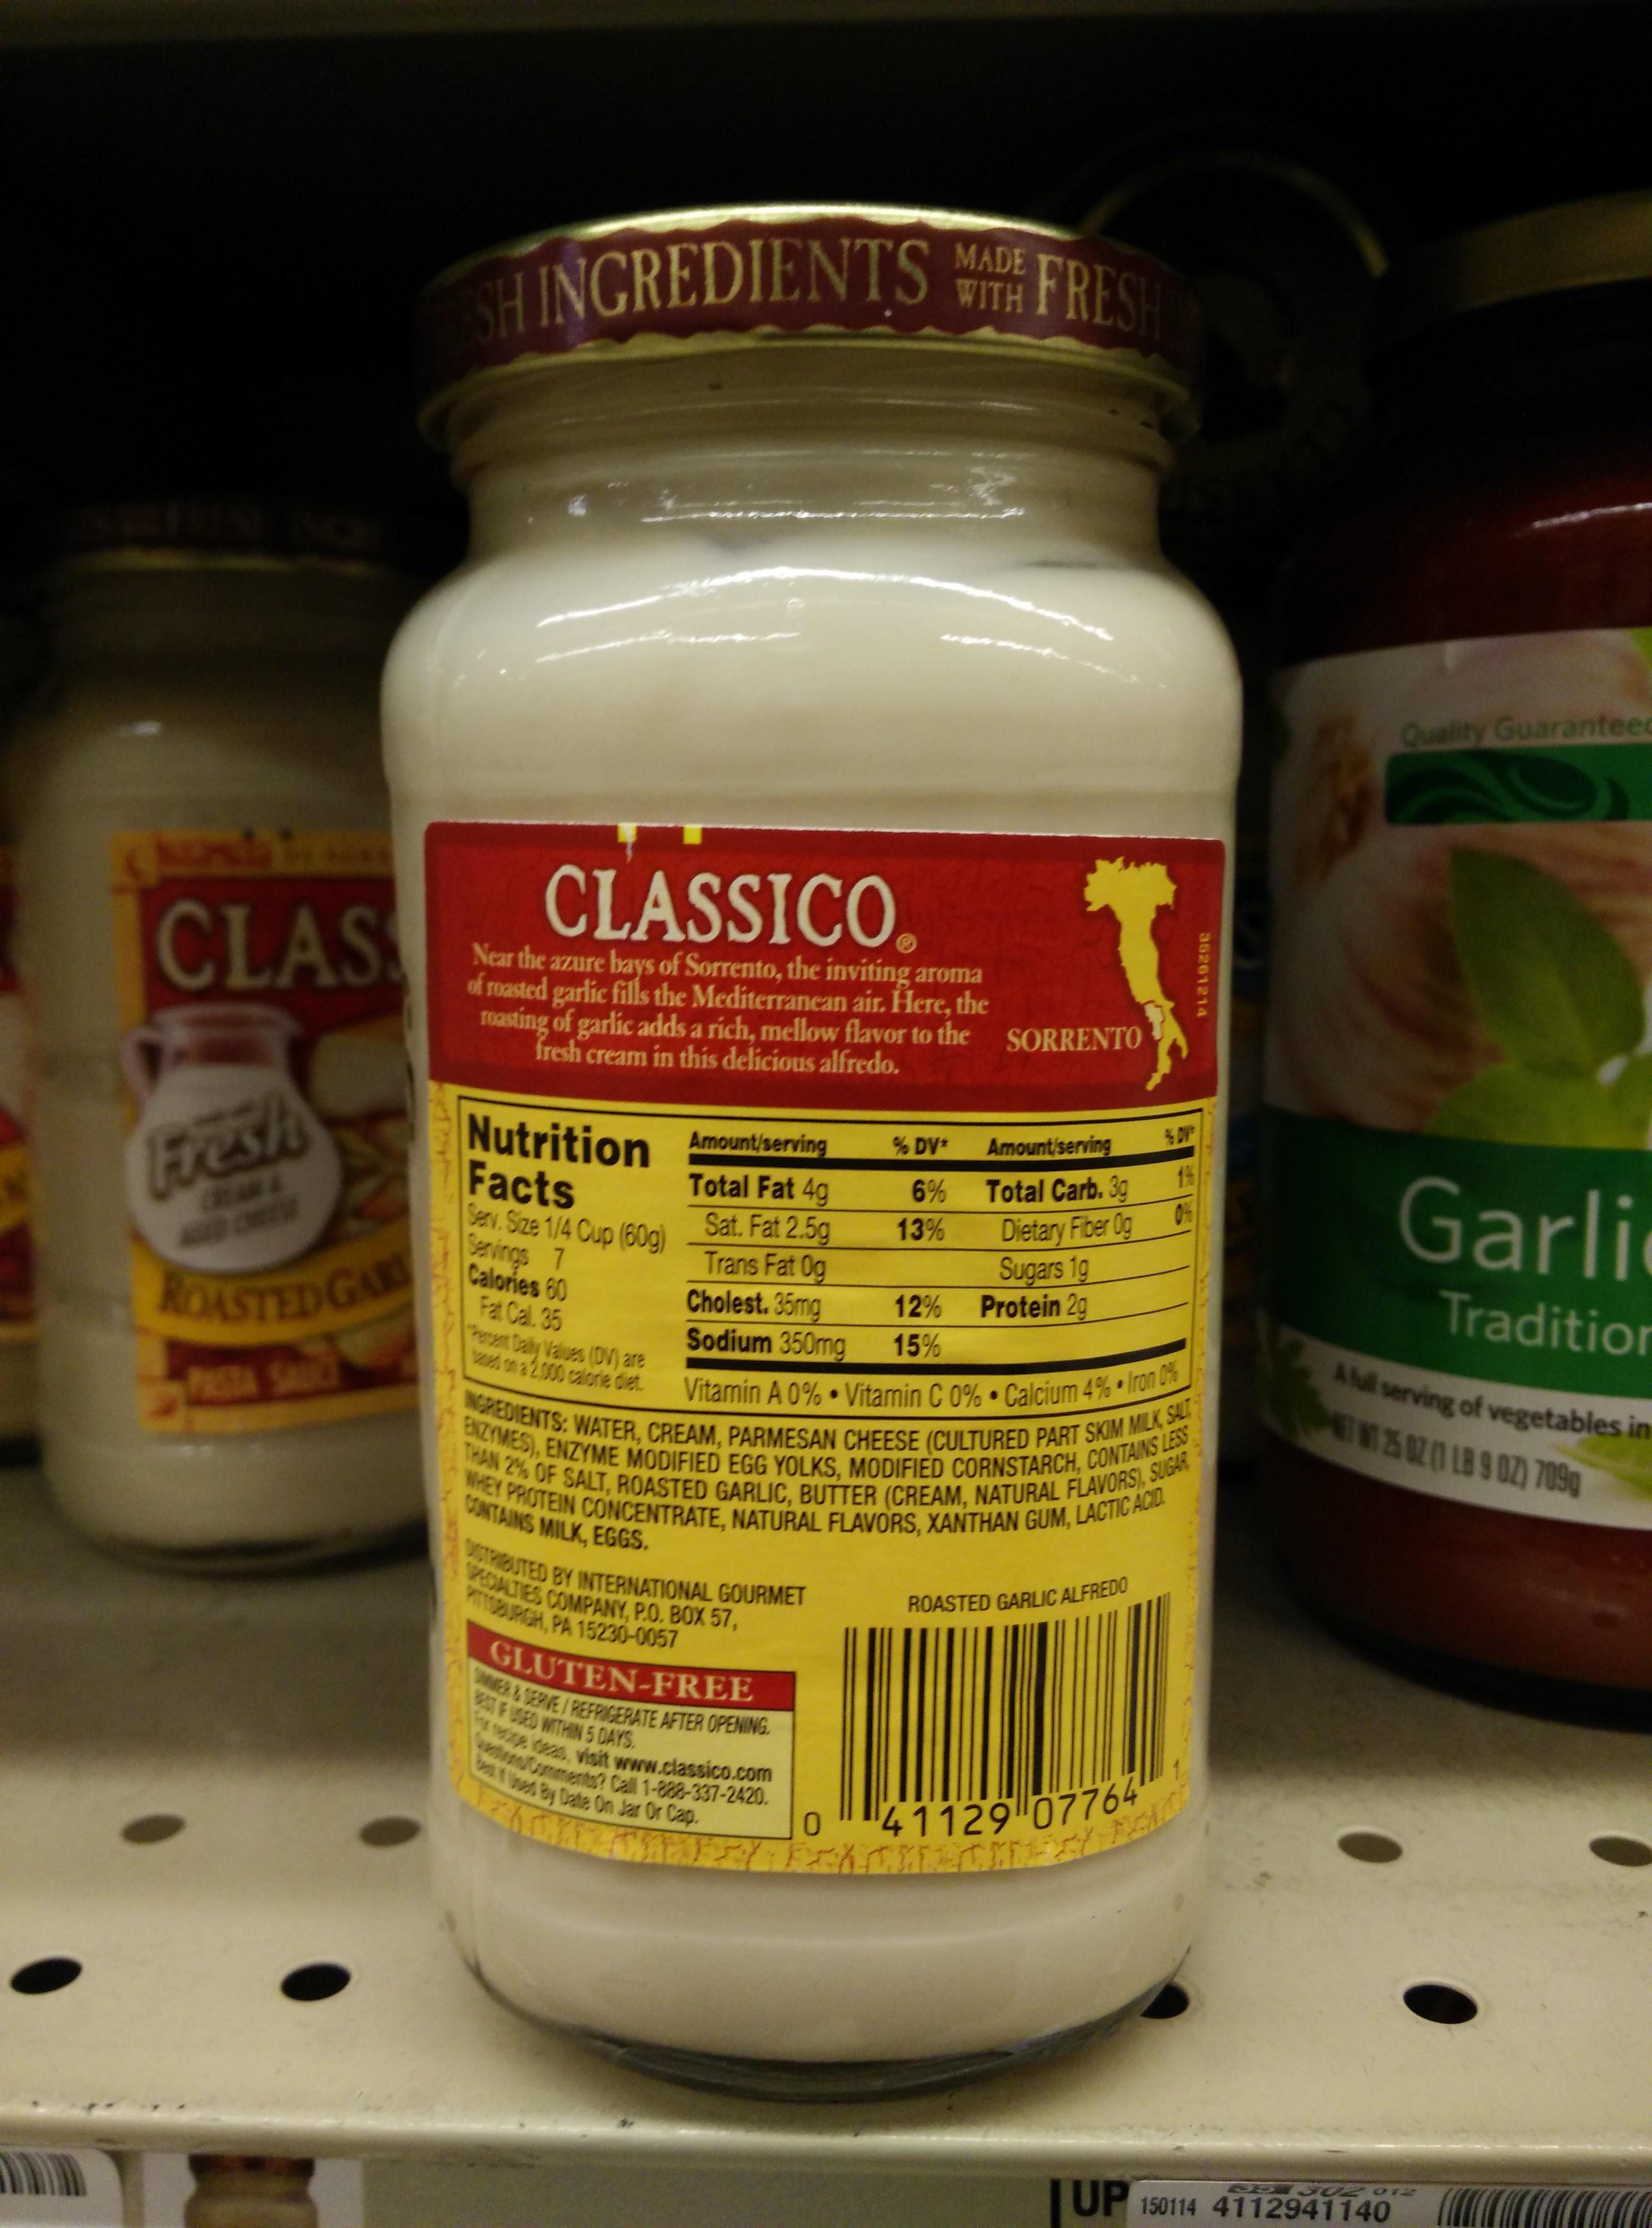 SH INGREDIENTS MADE WITH FRESH
CLASSICO®
Near the azure bays of Sorrento, the inviting aroma
of roasted garlic fills the Mediterranean air. Here, the
roasting of garlic adds a rich, mellow flavor to the
fresh cream in this delicious alfredo.
SORRENTO
35261214
Nutrition
Facts
Serv. Size 1/4 Cup (60g)
Servings 7
Calories 60
Fat Cal. 35
*Percent Daily Values (DV) are
based on a 2,000 calorie diet.
Amount/serving % DV* Amount/serving % DV*
Total Fat 4g 6% Total Carb. 3g 1%
Sat. Fat 2.5g 13% Dietary Fiber 0g 0%
Trans Fat 0g Sugars 1g
Cholest. 35mg 12% Protein 2g
Sodium 350mg 15%
Vitamin A 0% • Vitamin C 0% • Calcium 4% • Iron 0%
INGREDIENTS: WATER, CREAM, PARMESAN CHEESE (CULTURED PART SKIM MILK, SALT,
ENZYMES), ENZYME MODIFIED EGG YOLKS, MODIFIED CORNSTARCH, CONTAINS LESS
THAN 2% OF SALT, ROASTED GARLIC, BUTTER (CREAM, NATURAL FLAVORS), SUGAR,
WHEY PROTEIN CONCENTRATE, NATURAL FLAVORS, XANTHAN GUM, LACTIC ACID.
CONTAINS MILK, EGGS.
DISTRIBUTED BY INTERNATIONAL GOURMET
SPECIALTIES COMPANY, P.O. BOX 57,
PITTSBURGH, PA 15230-0057
GLUTEN-FREE
SIMMER & SERVE / REFRIGERATE AFTER OPENING.
BEST IF USED WITHIN 5 DAYS.
For recipe ideas, visit www.classico.com
Questions/Comments? Call 1-888-337-2420.
Best If Used By Date On Jar Or Cap.
ROASTED GARLIC ALFREDO
0 41129 07764 1
CLASS
Fresh
CREAM &
AGED CHEESE
ROASTED GARL
PASTA SAUCE
Quality Guaranteed
Garlic
Tradition
A full serving of vegetables in
NET WT 25 OZ (1 LB 9 OZ) 709g
UP 150114 4112941140